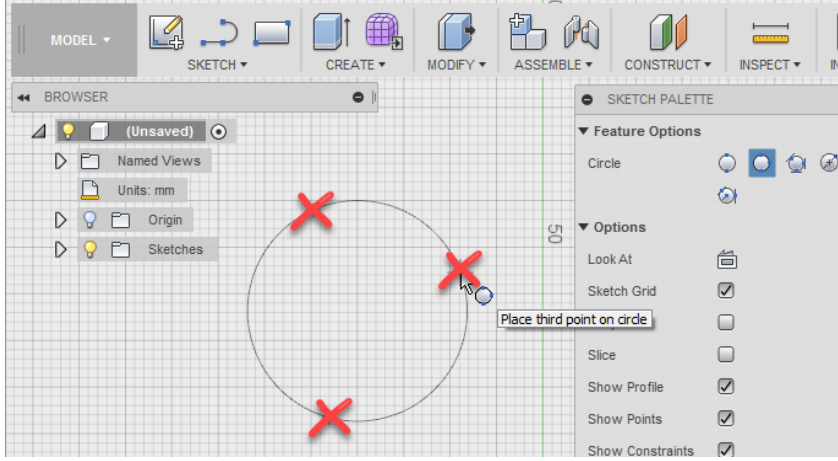 MODEL
SKETCH
CREATE
MODIFY
ASSEMBLE
CONSTRUCT
INSPECT
BROWSER
(Unsaved)
Named Views
Units: mm
Origin
Sketches
50
Place third point on circle
SKETCH PALETTE
Feature Options
Circle
Options
Look At
Sketch Grid
Slice
Show Profile
Show Points
Show Constraints